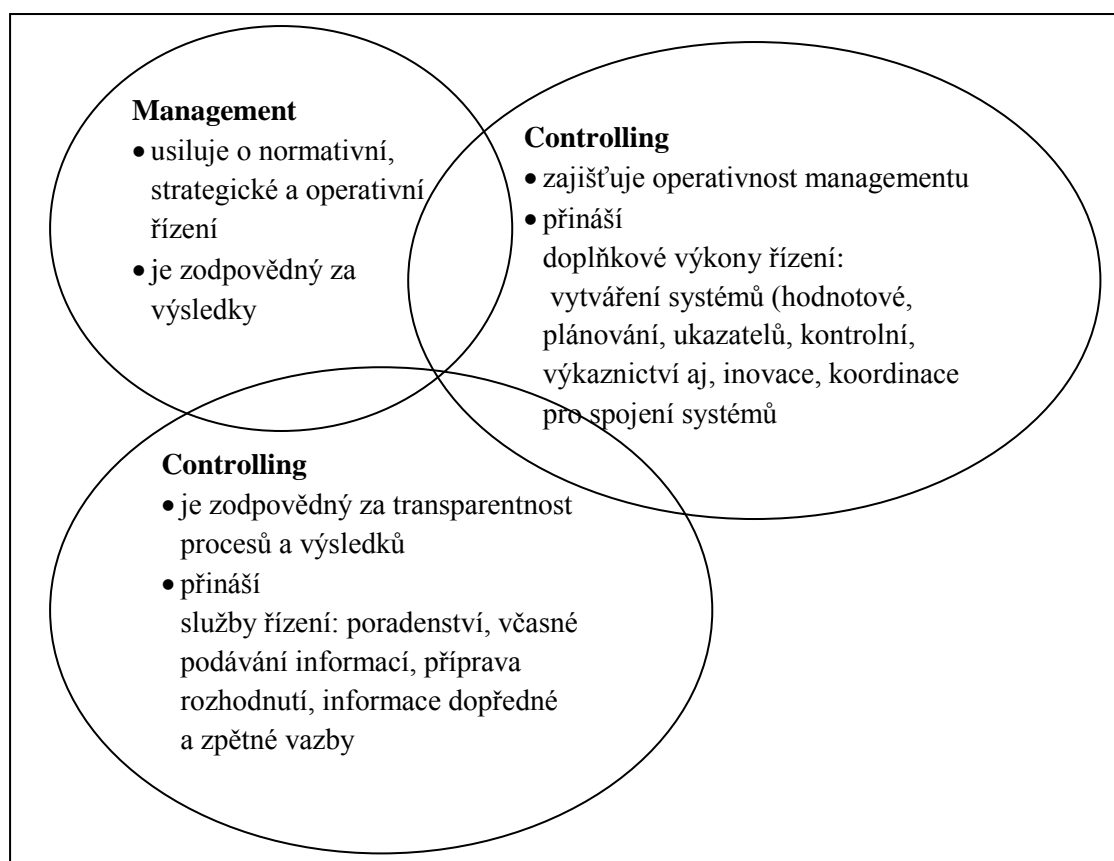 Management
• usiluje o normativní,
strategické a operativní
řízení
• je zodpovědný za
výsledky
Controlling
• zajišťuje operativnost managementu
• přináší
doplňkové výkony řízení:
vytváření systémů (hodnotové,
plánování, ukazatelů, kontrolní,
výkaznictví aj, inovace, koordinace
pro spojení systémů
Controlling
• je zodpovědný za transparentnost
procesů a výsledků
• přináší
služby řízení: poradenství, včasné
podávání informací, příprava
rozhodnutí, informace dopředné
a zpětné vazby